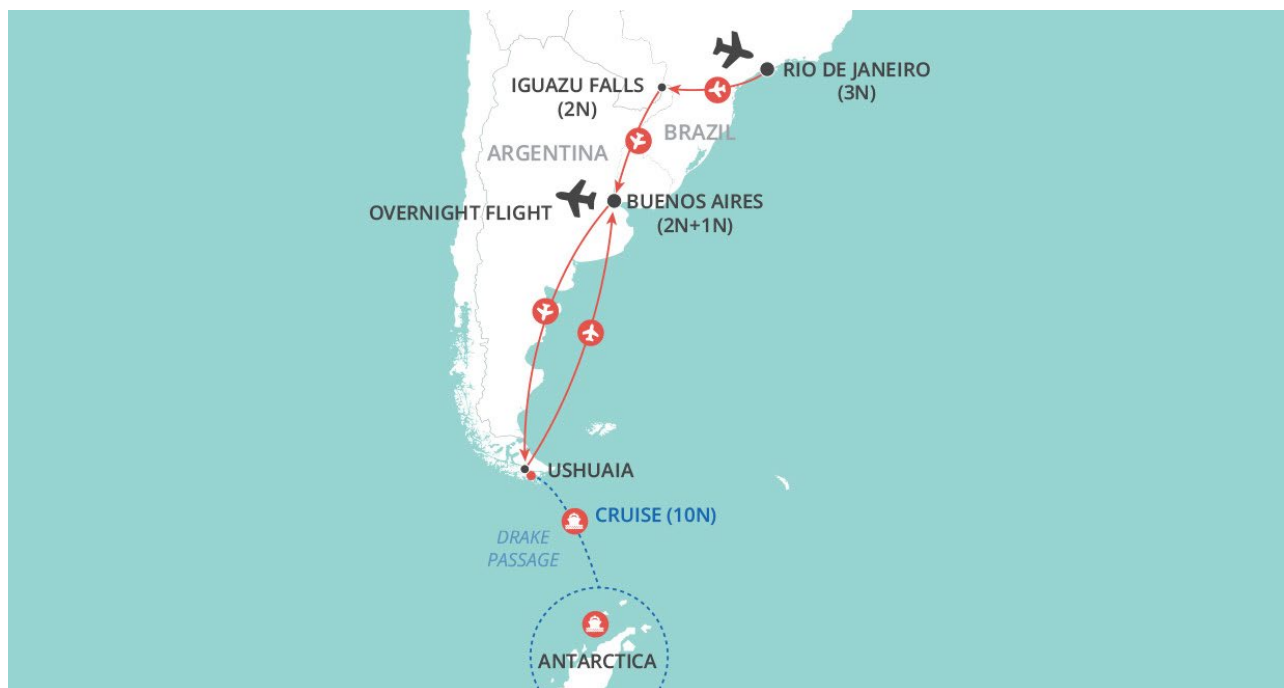 RIO DE JANEIRO
(3N)
IGUAZU FALLS
(2N)
BRAZIL
ARGENTINA
BUENOS AIRES
(2N+1N)
OVERNIGHT FLIGHT
USHUAIA
CRUISE (10N)
DRAKE
PASSAGE
ANTARCTICA